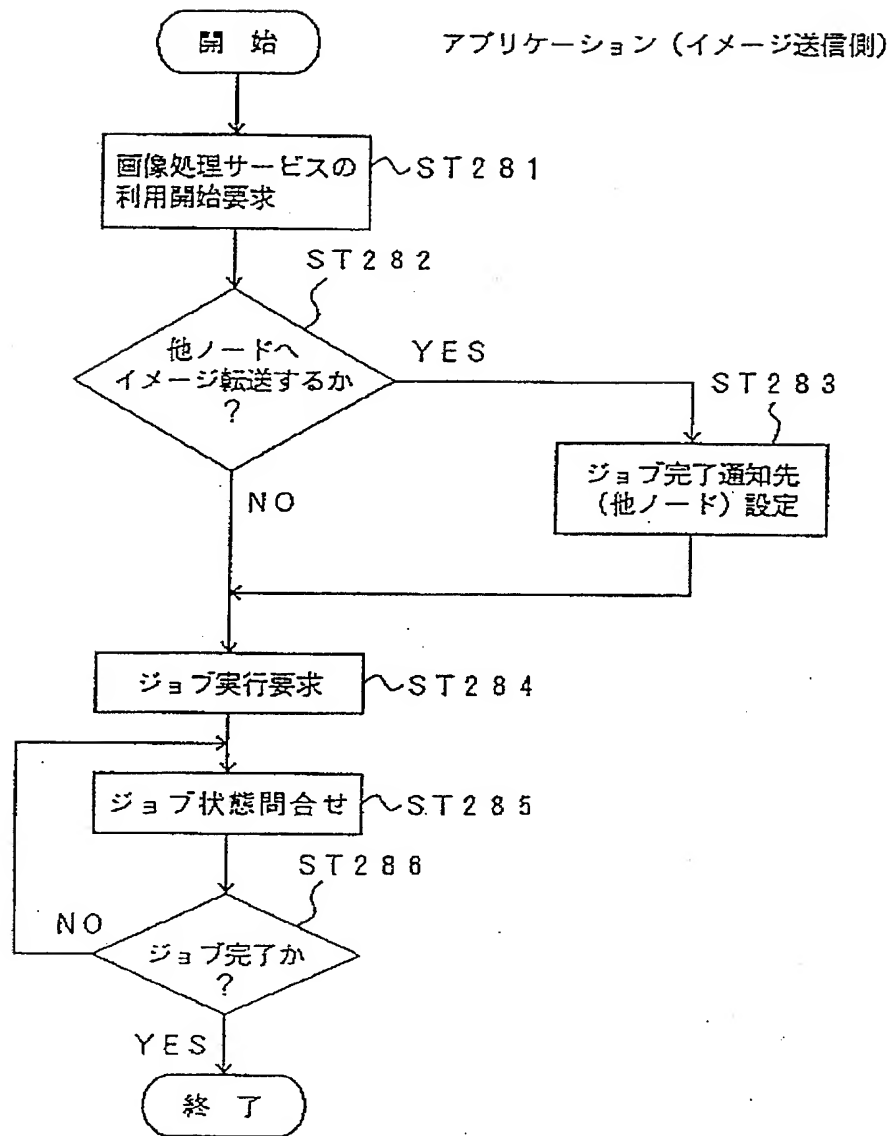 開 始
アプリケーション(イメージ送信側)
画像処理サービスの
利用開始要求
ST281
ST282
他ノードへ
イメージ転送するか
?
YES
ST283
ジョブ完了通知先
(他ノード)設定
NO
ジョブ実行要求
ST284
ジョブ状態問合せ
ST285
ST286
NO
ジョブ完了か
?
YES
終 了